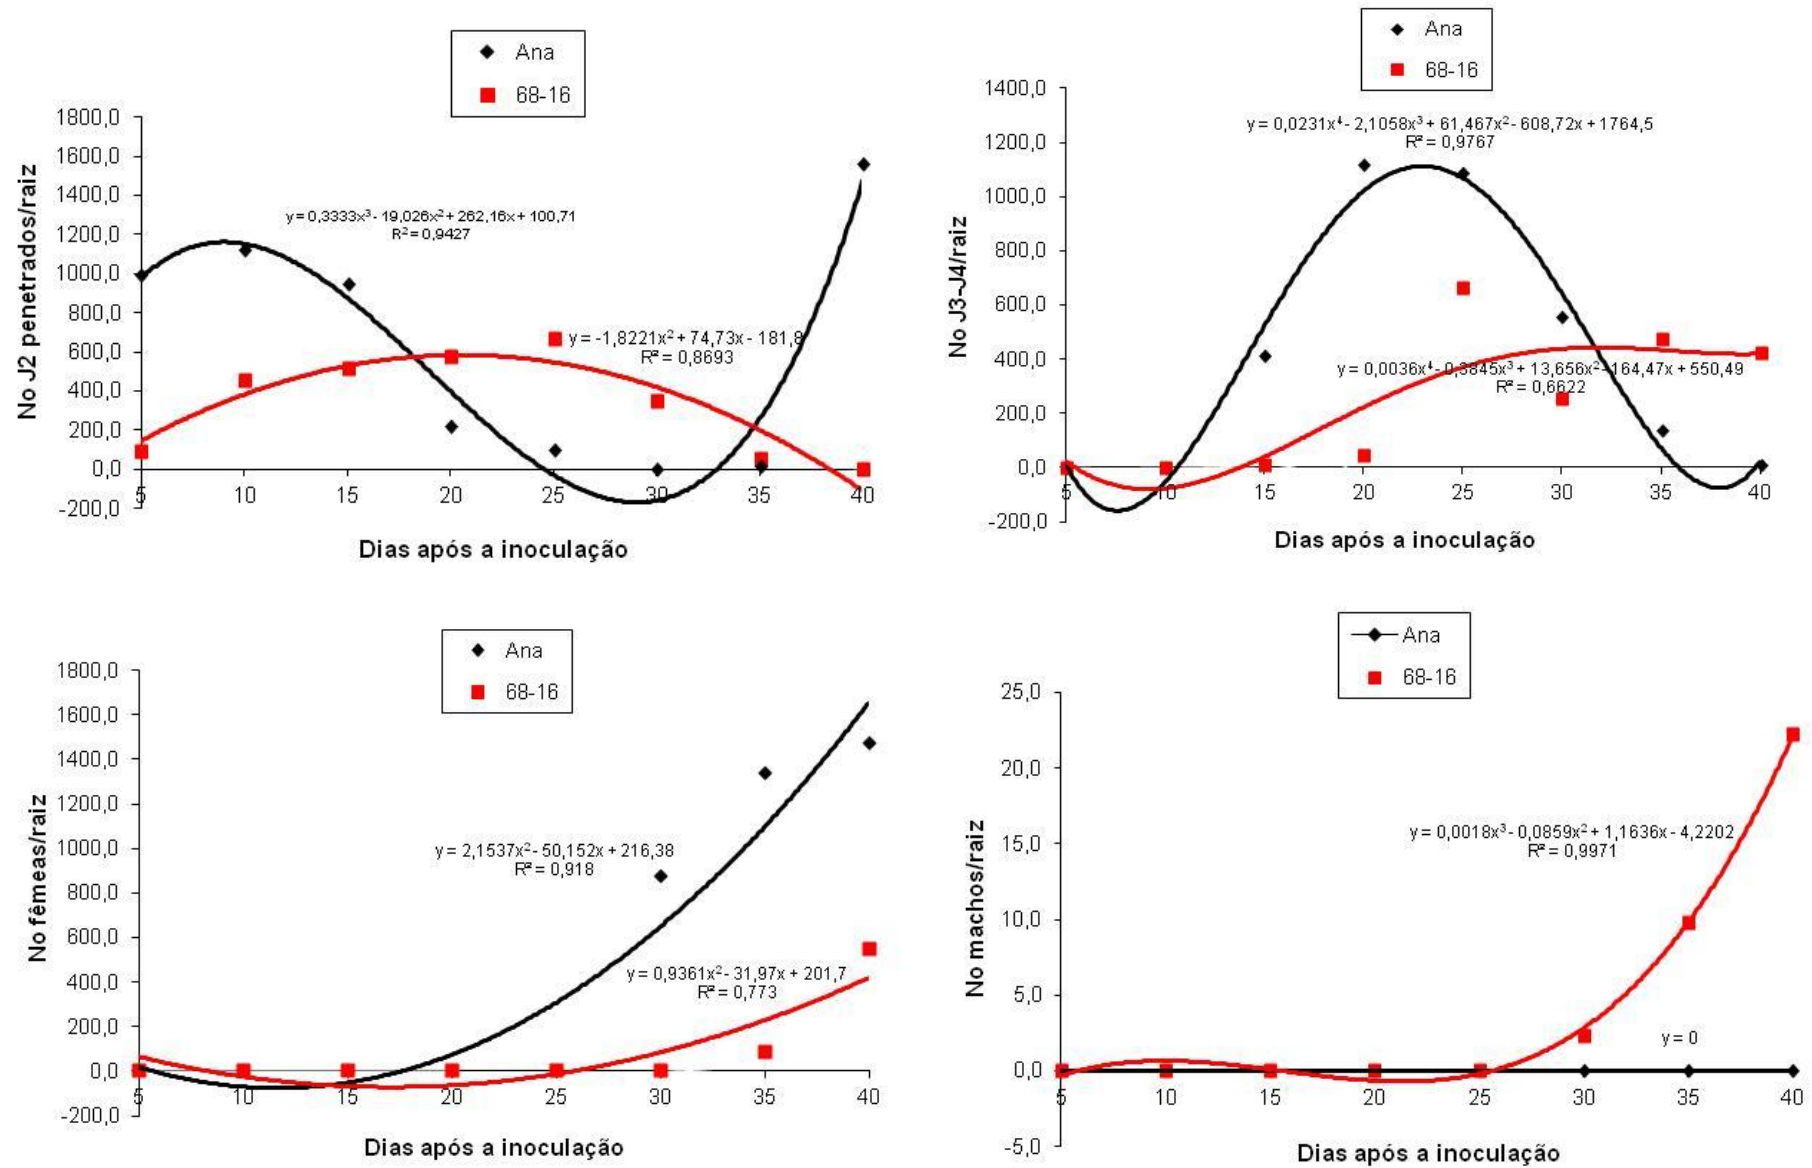 Ana
68-16
1800,0
1600,0
1400,0
1200,0
1000,0
800,0
600,0
400,0
200,0
0,0
-200,0
No J2 penetrados/raiz
y = 0,3333x³ - 19,026x² + 262,16x + 100,71
R² = 0,9427
y = -1,8221x² + 74,73x - 181,8
R² = 0,8693
5 10 15 20 25 30 35 40
Dias após a inoculação
Ana
68-16
1400,0
1200,0
1000,0
800,0
600,0
400,0
200,0
0,0
-200,0
No J3-J4/raiz
y = 0,0231x⁴ - 2,1058x³ + 61,467x² - 608,72x + 1764,5
R² = 0,9767
y = 0,0036x⁴ - 0,3845x³ + 13,656x² - 164,47x + 550,49
R² = 0,6622
5 10 15 20 25 30 35 40
Dias após a inoculação
Ana
68-16
1800,0
1600,0
1400,0
1200,0
1000,0
800,0
600,0
400,0
200,0
0,0
-200,0
No fêmeas/raiz
y = 2,1537x² - 50,152x + 216,38
R² = 0,918
y = 0,9361x² - 31,97x + 201,7
R² = 0,773
5 10 15 20 25 30 35 40
Dias após a inoculação
Ana
68-16
25,0
20,0
15,0
10,0
5,0
0,0
-5,0
No machos/raiz
y = 0,0018x³ - 0,0859x² + 1,1636x - 4,2202
R² = 0,9971
y = 0
5 10 15 20 25 30 35 40
Dias após a inoculação